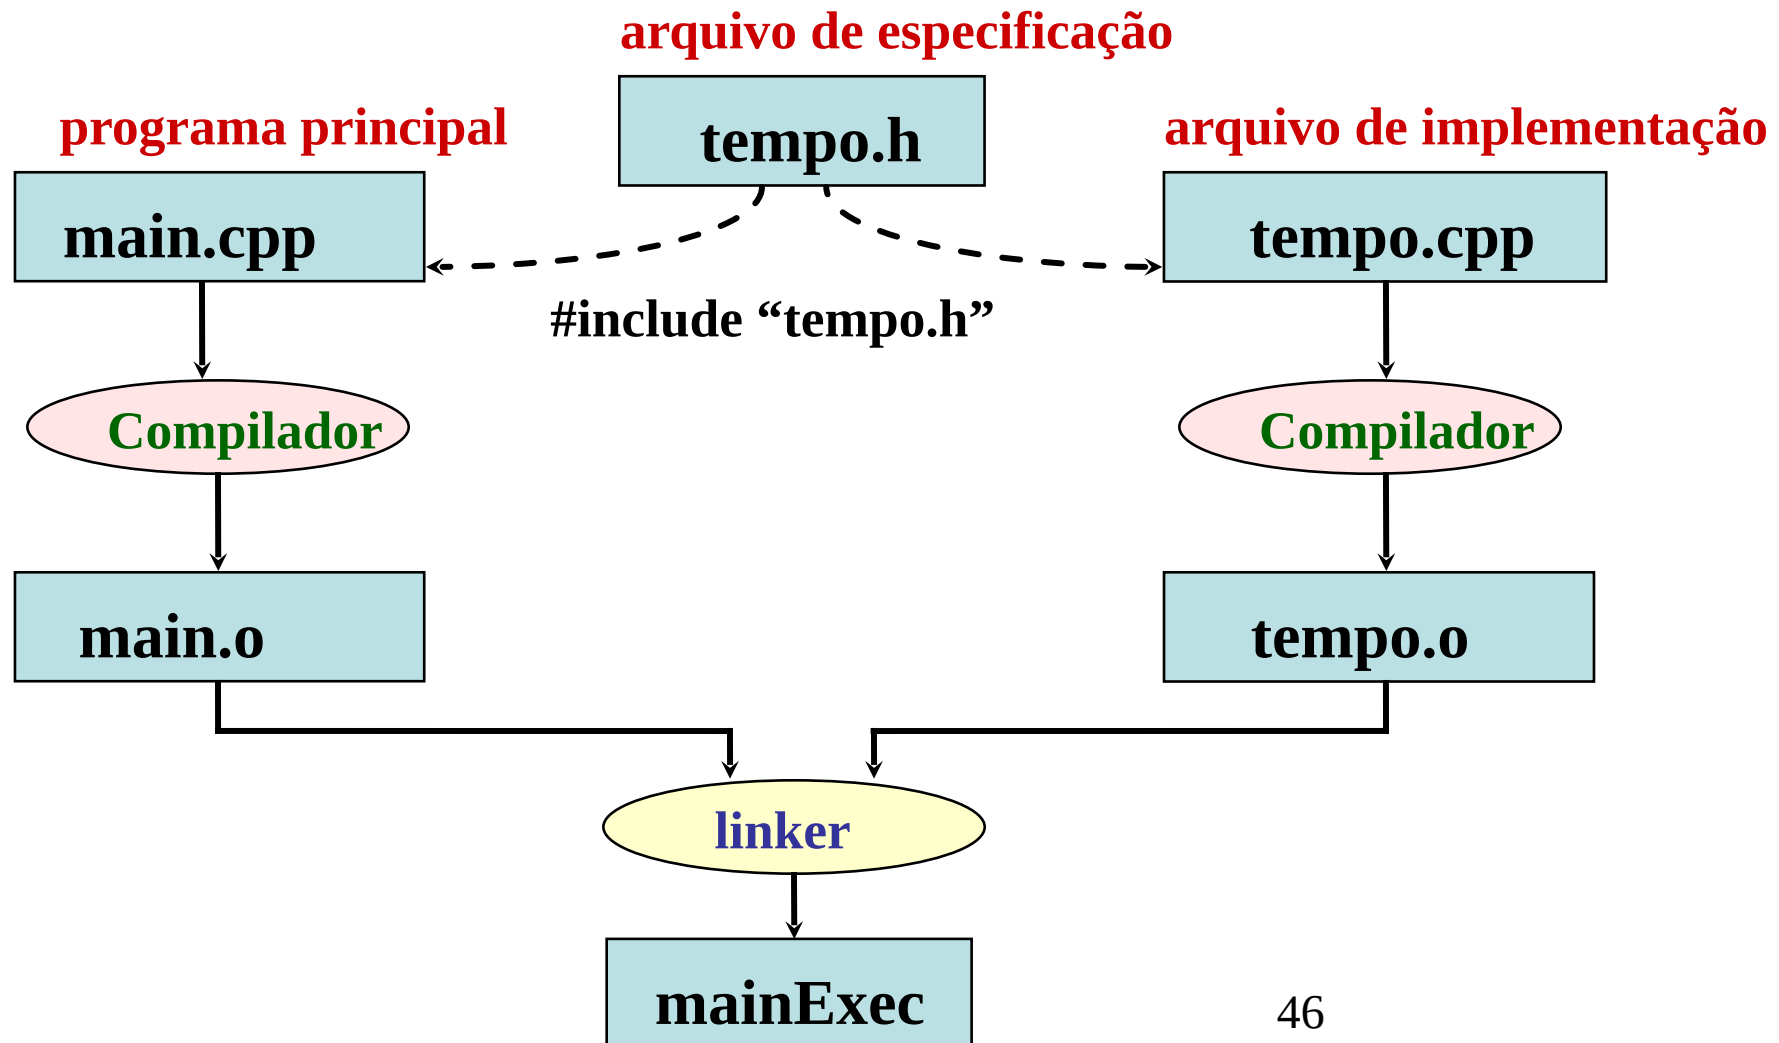 arquivo de especificação
tempo.h
programa principal
arquivo de implementação
main.cpp
tempo.cpp
#include “tempo.h”
Compilador
Compilador
main.o
tempo.o
linker
mainExec
46